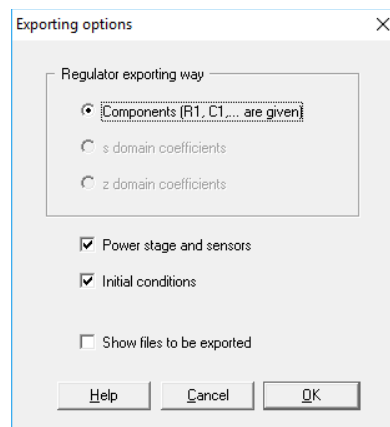 Exporting options
Regulator exporting way
Components (R1, C1,... are given)
s domain coefficients
z domain coefficients
Power stage and sensors
Initial conditions
Show files to be exported
Help Cancel OK